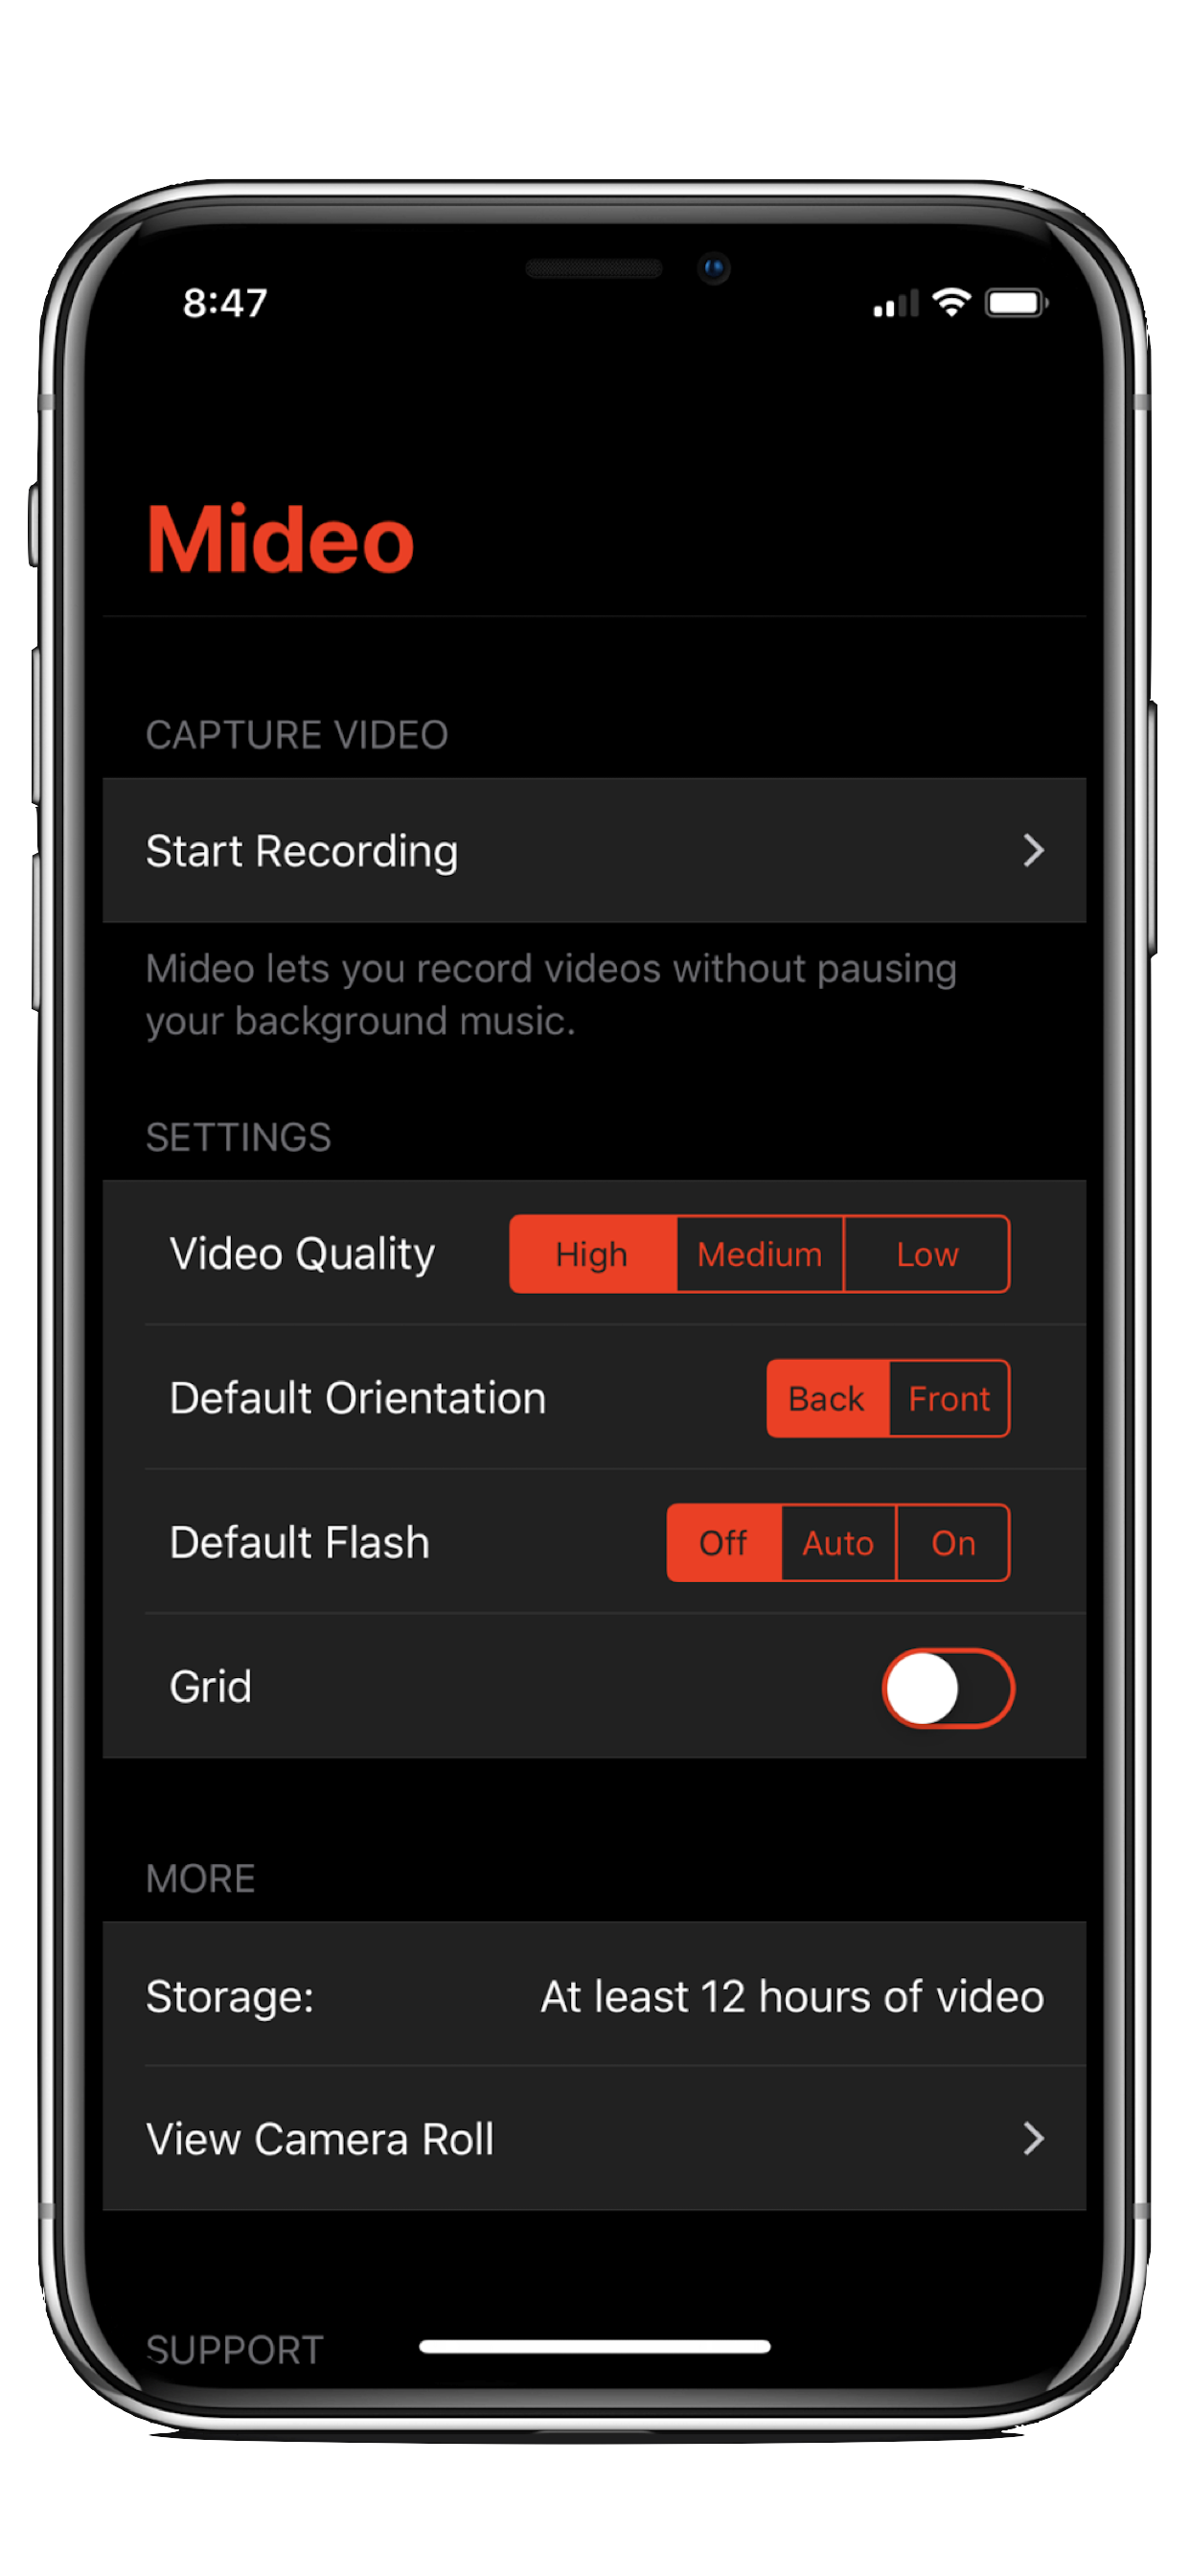 8:47
Mideo
CAPTURE VIDEO
Start Recording
Mideo lets you record videos without pausing
your background music.
SETTINGS
Video Quality High Medium Low
Default Orientation Back Front
Default Flash Off Auto On
Grid
MORE
Storage: At least 12 hours of video
View Camera Roll
SUPPORT